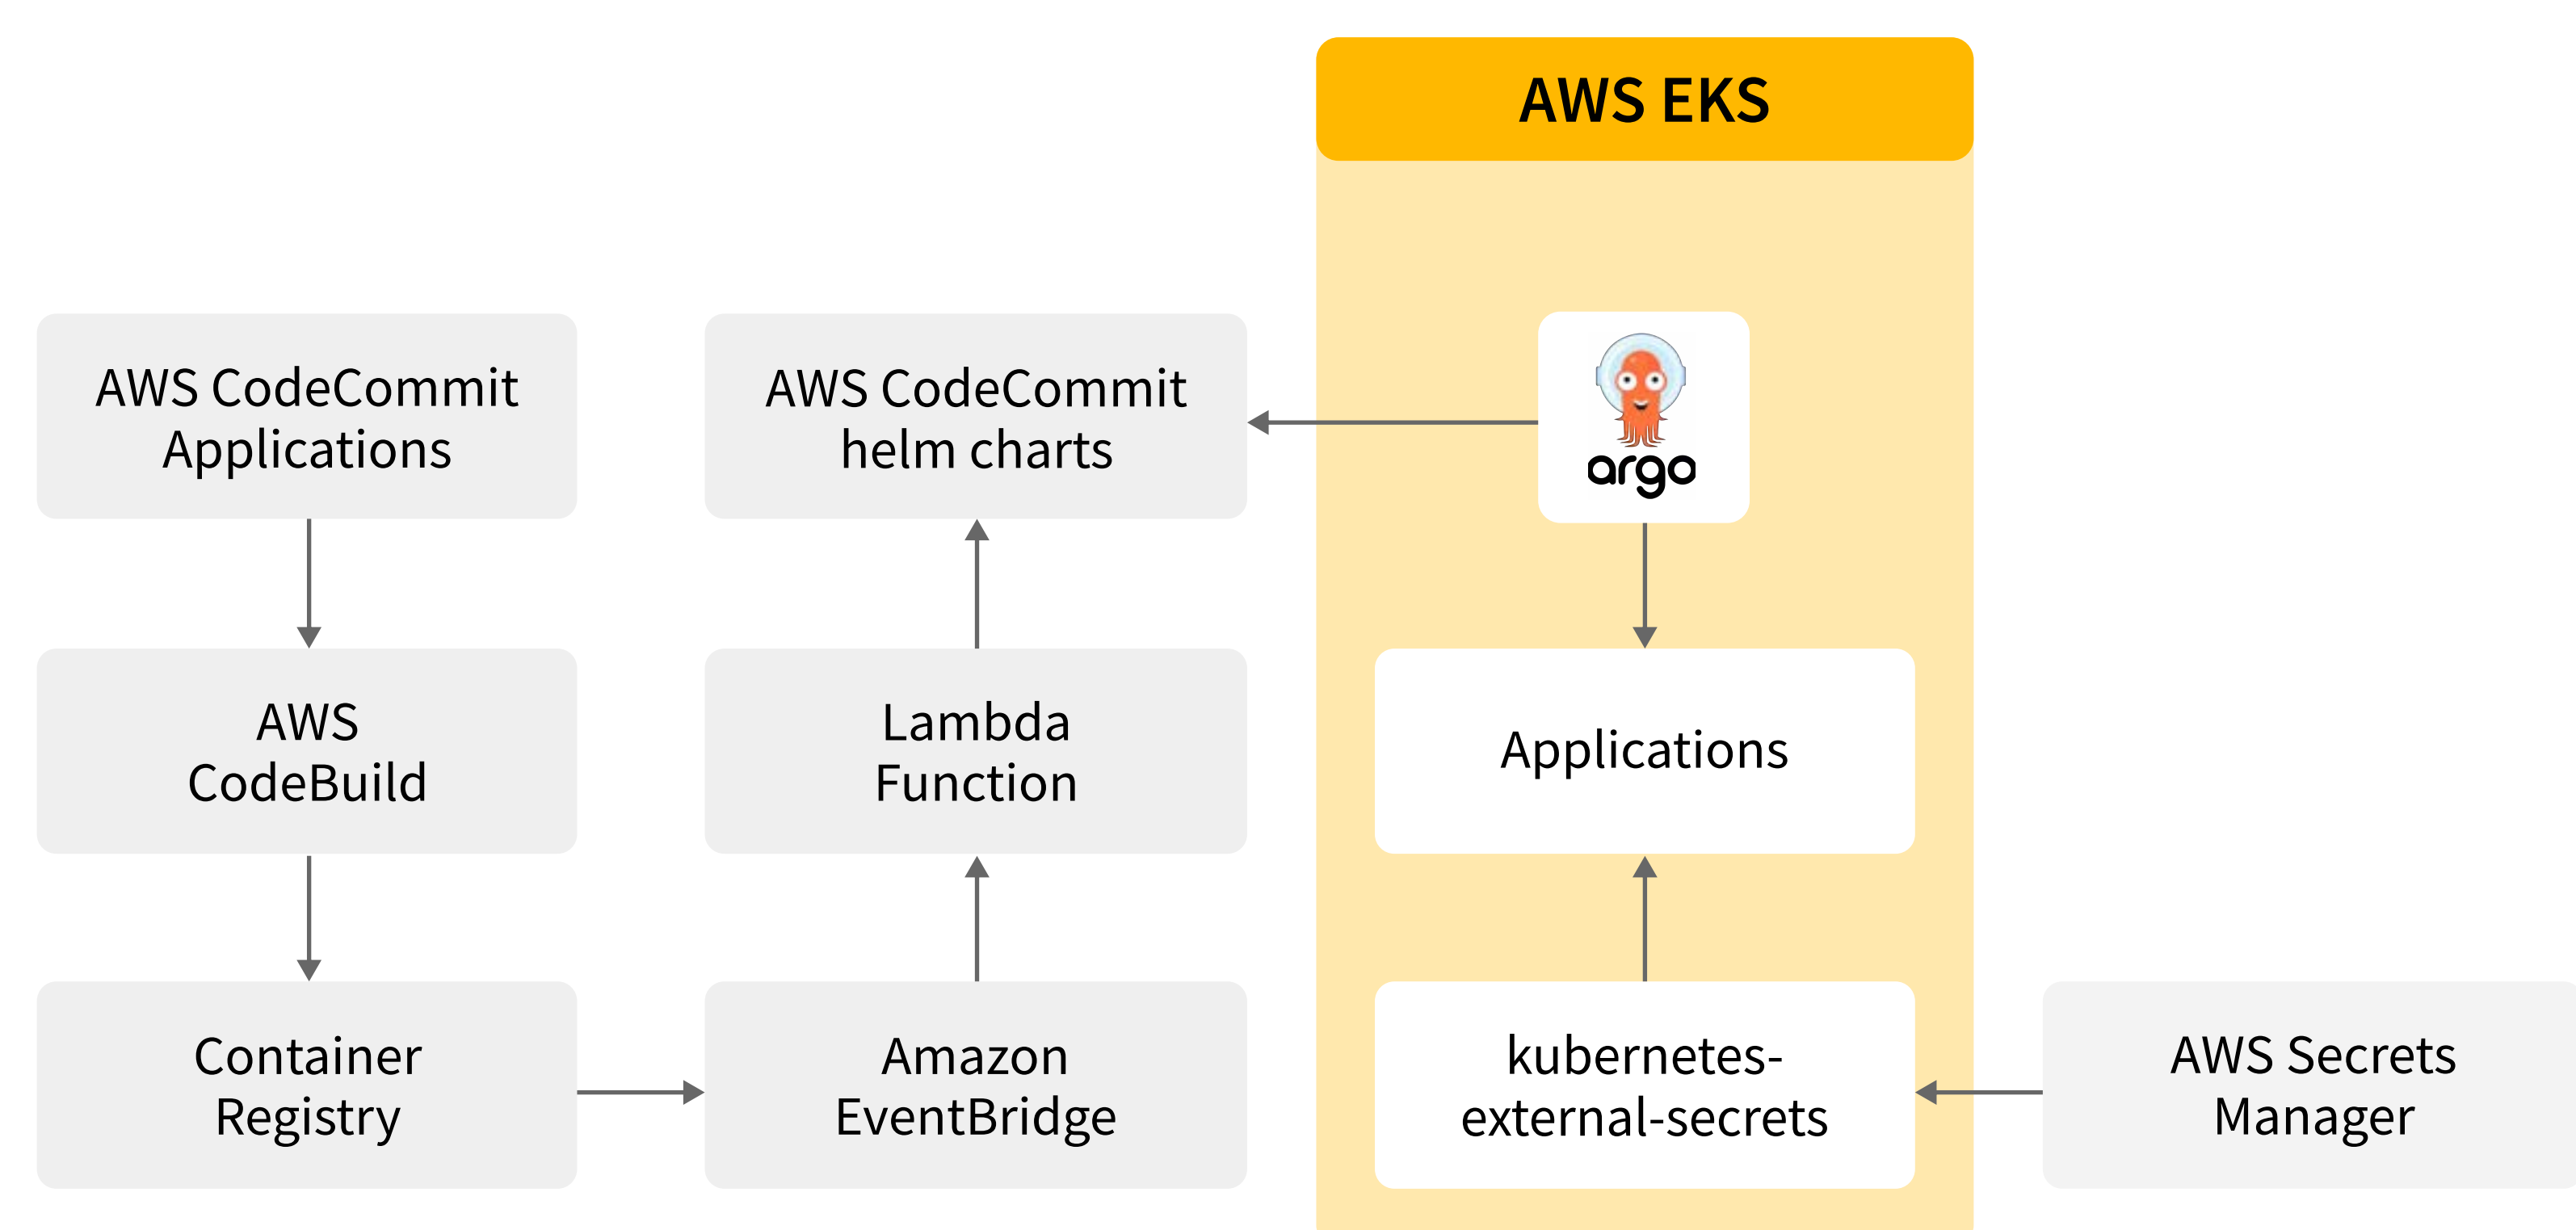 AWS EKS
AWS CodeCommit
Applications
AWS CodeCommit
helm charts
argo
AWS
CodeBuild
Lambda
Function
Applications
Container
Registry
Amazon
EventBridge
kubernetes-
external-secrets
AWS Secrets
Manager